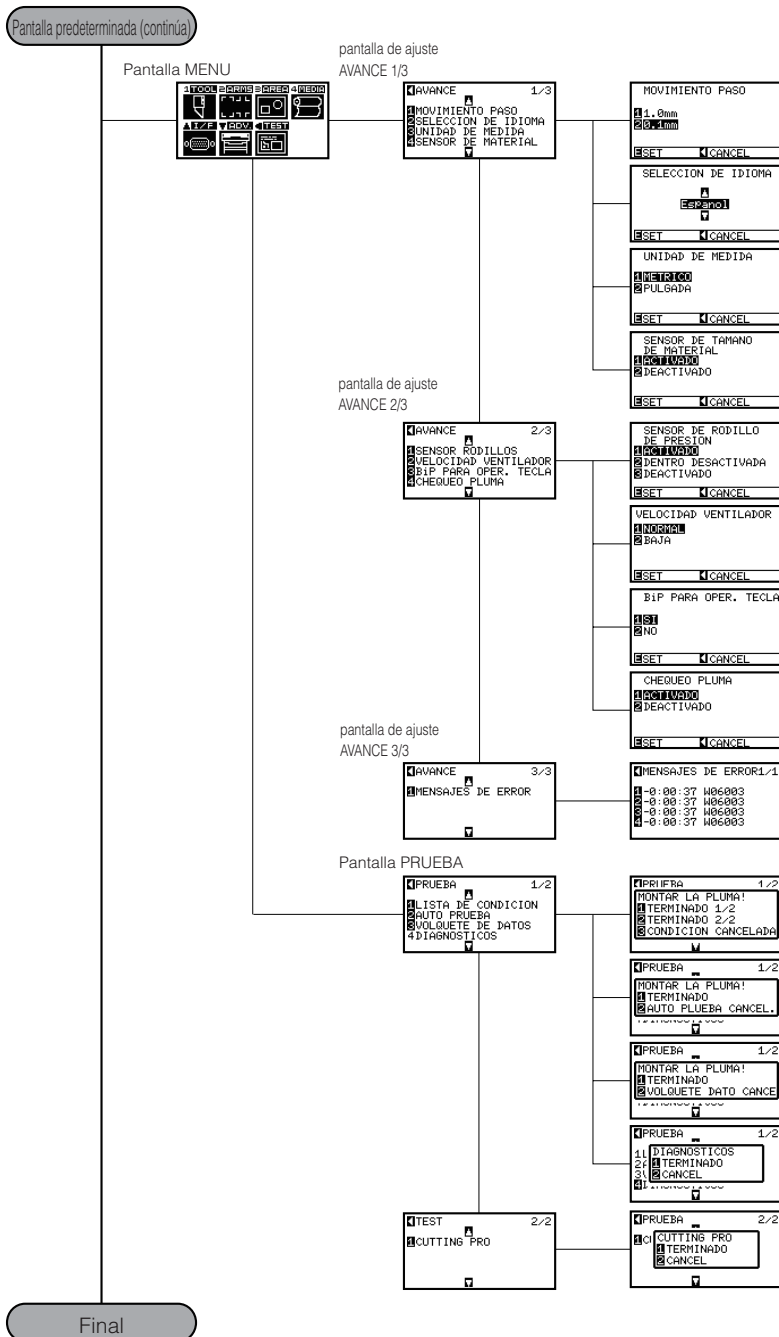 Pantalla predeterminada (continúa)
Pantalla MENU
1 TOOL 2 ARMS 3 AREA 4 MEDIA
▲ I/F ▼ ADV. ◀ TEST
pantalla de ajuste
AVANCE 1/3
◀ AVANCE 1/3
▲
1 MOVIMIENTO PASO
2 SELECCION DE IDIOMA
3 UNIDAD DE MEDIDA
4 SENSOR DE MATERIAL
▼
MOVIMIENTO PASO
1 1.0mm
2 0.1mm
E SET ◀ CANCEL
SELECCION DE IDIOMA
▲
Espanol
▼
E SET ◀ CANCEL
UNIDAD DE MEDIDA
1 METRICO
2 PULGADA
E SET ◀ CANCEL
SENSOR DE TAMANO
DE MATERIAL
1 ACTIVADO
2 DEACTIVADO
E SET ◀ CANCEL
pantalla de ajuste
AVANCE 2/3
◀ AVANCE 2/3
▲
1 SENSOR RODILLOS
2 VELOCIDAD VENTILADOR
3 BiP PARA OPER. TECLA
4 CHEQUEO PLUMA
▼
SENSOR DE RODILLO
DE PRESION
1 ACTIVADO
2 DENTRO DESACTIVADA
3 DEACTIVADO
E SET ◀ CANCEL
VELOCIDAD VENTILADOR
1 NORMAL
2 BAJA
E SET ◀ CANCEL
BiP PARA OPER. TECLA
1 SI
2 NO
E SET ◀ CANCEL
CHEQUEO PLUMA
1 ACTIVADO
2 DEACTIVADO
E SET ◀ CANCEL
pantalla de ajuste
AVANCE 3/3
◀ AVANCE 3/3
▲
1 MENSAJES DE ERROR
▼
◀ MENSAJES DE ERROR1/1
1 -0:00:37 W06003
2 -0:00:37 W06003
3 -0:00:37 W06003
4 -0:00:37 W06003
Pantalla PRUEBA
◀ PRUEBA 1/2
▲
1 LISTA DE CONDICION
2 AUTO PRUEBA
3 VOLQUETE DE DATOS
4 DIAGNOSTICOS
▼
◀ PRUEBA 1/2
MONTAR LA PLUMA!
1 TERMINADO 1/2
2 TERMINADO 2/2
3 CONDICION CANCELADA
▼
◀ PRUEBA 1/2
MONTAR LA PLUMA!
1 TERMINADO
2 AUTO PLUEBA CANCEL.
▼
◀ PRUEBA 1/2
MONTAR LA PLUMA!
1 TERMINADO
2 VOLQUETE DATO CANCE
▼
◀ PRUEBA 1/2
DIAGNOSTICOS
1 TERMINADO
2 CANCEL
▼
◀ TEST 2/2
▲
1 CUTTING PRO
▼
◀ PRUEBA 2/2
CUTTING PRO
1 TERMINADO
2 CANCEL
▼
Final